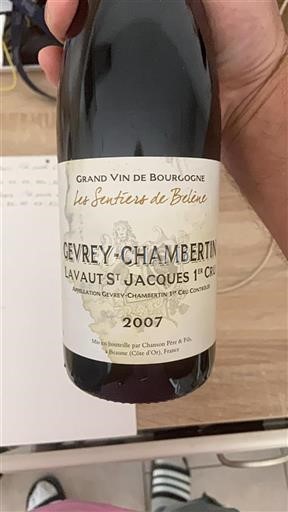 GRAND VIN DE BOURGOGNE
Les Sentiers de Bélène
GEVREY-CHAMBERTIN
LAVAUT ST JACQUES 1ER CRU
APPELLATION GEVREY-CHAMBERTIN 1ER CRU CONTRÔLÉE
2007
Mis en bouteille par Chanson Père & Fils,
à Beaune (Côte d'Or), France